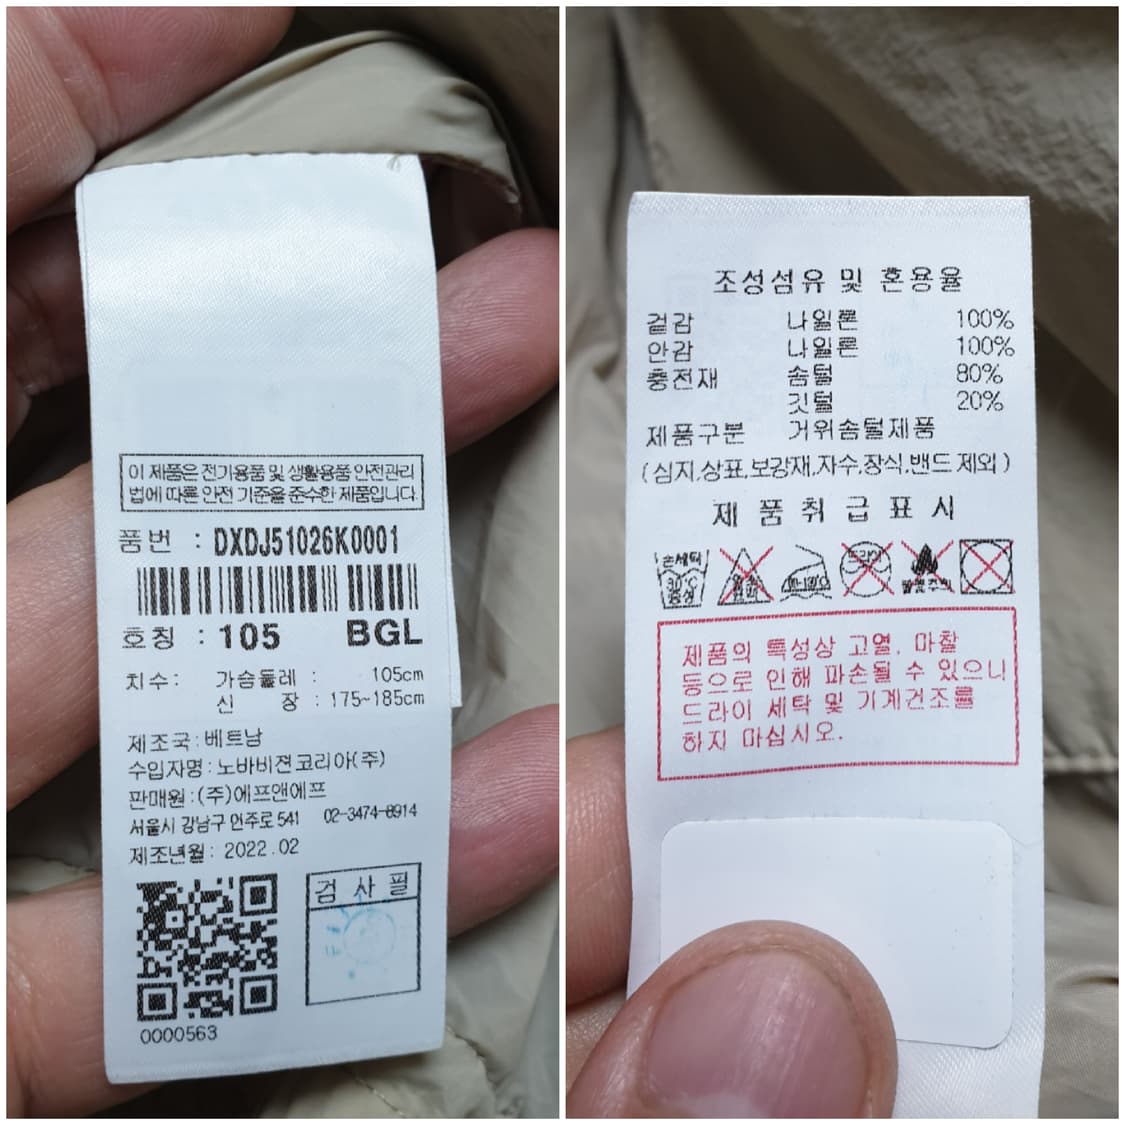 이 제품은 전기용품 및 생활용품 안전관리
법에 따른 안전 기준을 준수한 제품입니다.
품번 : DXDJ51026K0001
호칭 : 105 BGL
치수: 가슴둘레 : 105cm
신 장 : 175~185cm
제조국:베트남
수입자명:노바비젼코리아(주)
판매원:(주)에프앤에프
서울시 강남구 언주로 541 02-3474-8914
제조년월: 2022.02
검사필
0000563
조성섬유 및 혼용율
겉감 나일론 100%
안감 나일론 100%
충전재 솜털 80%
깃털 20%
제품구분 거위솜털제품
(심지,상표,보강재,자수,장식,밴드 제외)
제 품 취 급 표 시
손세탁
30℃
중성
드라이
제품의 특성상 고열, 마찰
등으로 인해 파손될 수 있으니
드라이 세탁 및 기계건조를
하지 마십시오.